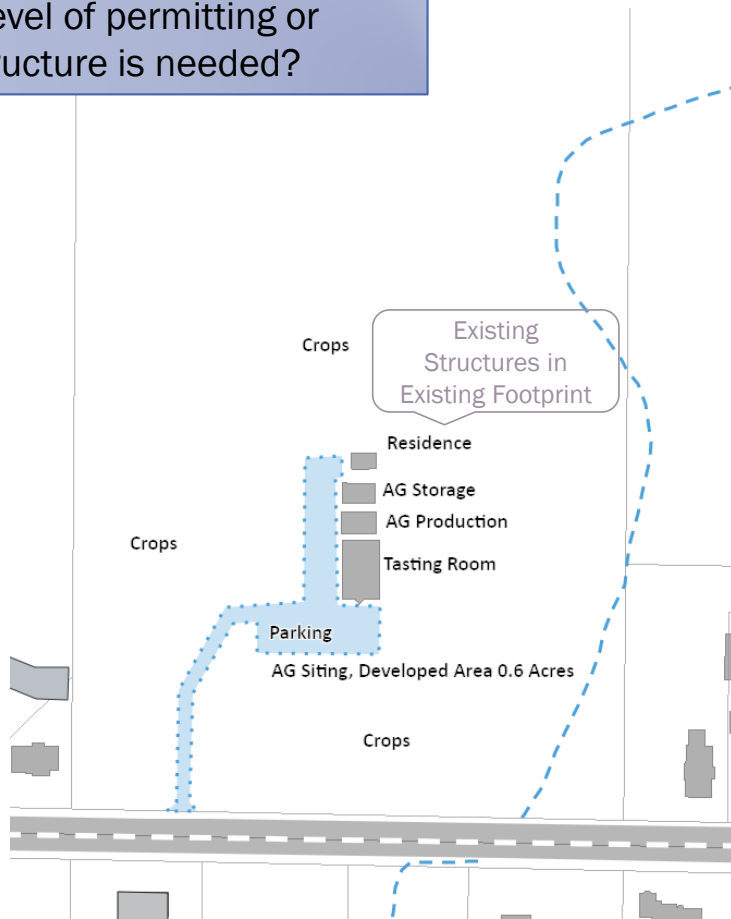 evel of permitting or
ructure is needed?
Existing
Structures in
Existing Footprint
Crops
Residence
AG Storage
AG Production
Crops
Tasting Room
Parking
AG Siting, Developed Area 0.6 Acres
Crops